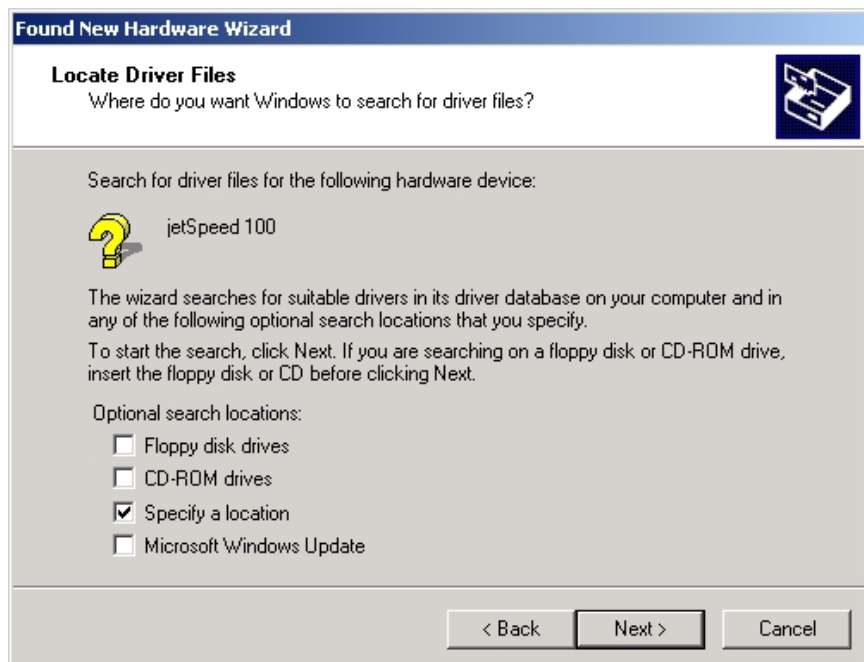 Found New Hardware Wizard
Locate Driver Files
Where do you want Windows to search for driver files?
Search for driver files for the following hardware device:
jetSpeed 100
The wizard searches for suitable drivers in its driver database on your computer and in
any of the following optional search locations that you specify.
To start the search, click Next. If you are searching on a floppy disk or CD-ROM drive,
insert the floppy disk or CD before clicking Next.
Optional search locations:
Floppy disk drives
CD-ROM drives
Specify a location
Microsoft Windows Update
< Back Next > Cancel